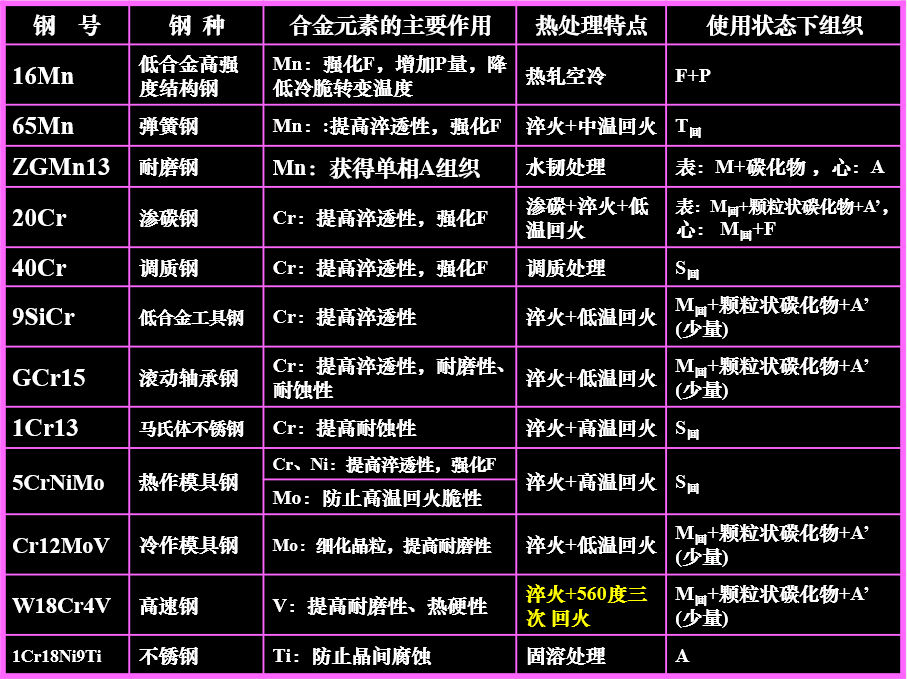 钢 号
钢 种
合金元素的主要作用
热处理特点
使用状态下组织
16Mn
低合金高强
度结构钢
Mn：强化F，增加P量，降
低冷脆转变温度
热轧空冷
F+P
65Mn
弹簧钢
Mn：:提高淬透性，强化F
淬火+中温回火
T回
ZGMn13
耐磨钢
Mn：获得单相A组织
水韧处理
表：M+碳化物 ，心：A
20Cr
渗碳钢
Cr：提高淬透性，强化F
渗碳+淬火+低
温回火
表：M回+颗粒状碳化物+A’，
心： M回+F
40Cr
调质钢
Cr：提高淬透性，强化F
调质处理
S回
9SiCr
低合金工具钢
Cr：提高淬透性
淬火+低温回火
M回+颗粒状碳化物+A’
(少量)
GCr15
滚动轴承钢
Cr：提高淬透性，耐磨性、
耐蚀性
淬火+低温回火
M回+颗粒状碳化物+A’
(少量)
1Cr13
马氏体不锈钢
Cr：提高耐蚀性
淬火+高温回火
S回
5CrNiMo
热作模具钢
Cr、Ni：提高淬透性，强化F
Mo：防止高温回火脆性
淬火+高温回火
S回
Cr12MoV
冷作模具钢
Mo：细化晶粒，提高耐磨性
淬火+低温回火
M回+颗粒状碳化物+A’
(少量)
W18Cr4V
高速钢
V：提高耐磨性、热硬性
淬火+560度三
次 回火
M回+颗粒状碳化物+A’
(少量)
1Cr18Ni9Ti
不锈钢
Ti：防止晶间腐蚀
固溶处理
A